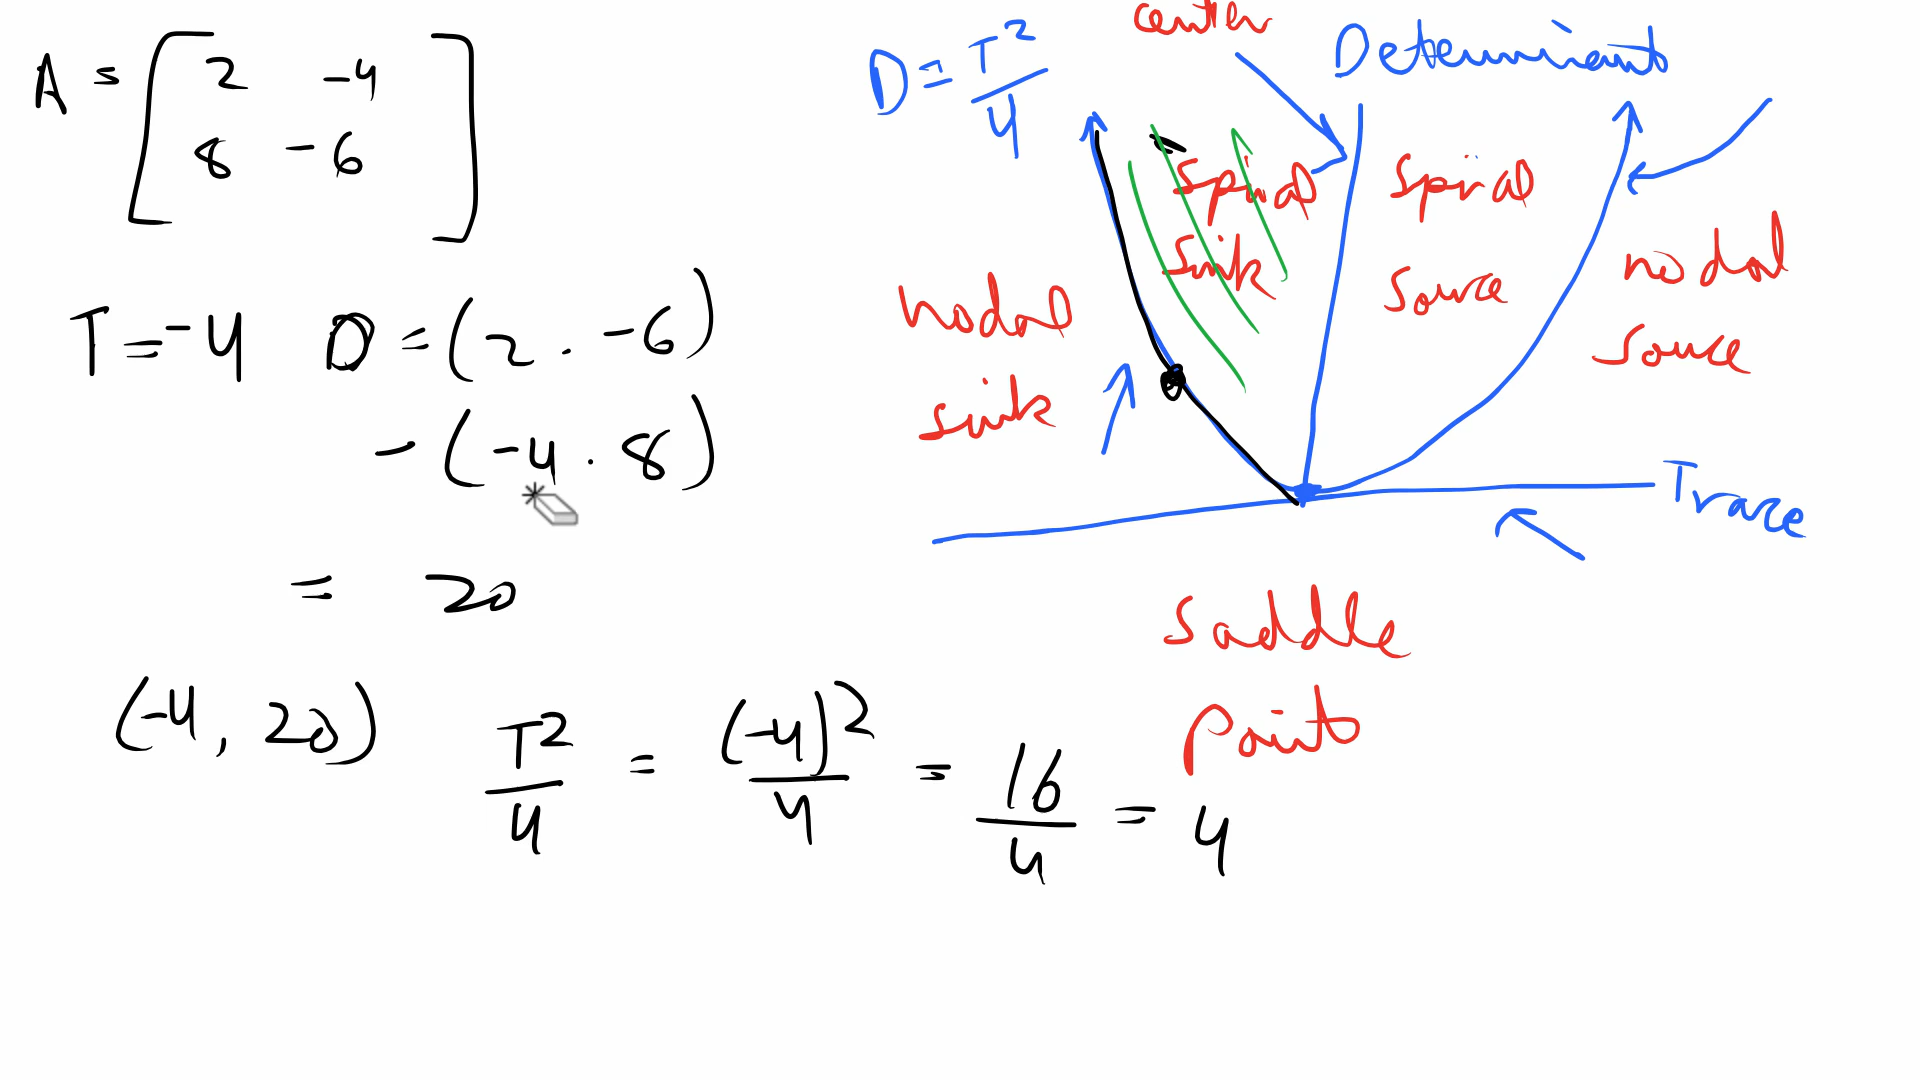 A = [ 2 -4
8 -6 ]
T = -4 D = (2 · -6)
- (-4 · 8)
= 20
(-4, 20) T²/4 = (-4)²/4 = 16/4 = 4
D = T²/4
center
Determinant
Spiral
sink
Spiral
Source
nodal
sink
nodal
source
Trace
Saddle
point